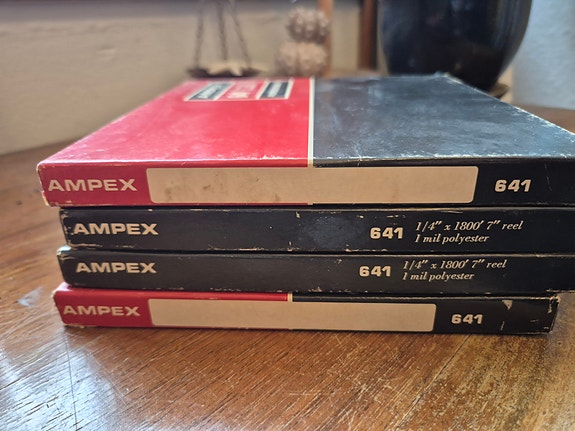 AMPEX 641
AMPEX 641 1/4" x 1800' 7" reel
1 mil polyester
AMPEX 641 1/4" x 1800' 7" reel
1 mil polyester
AMPEX 641